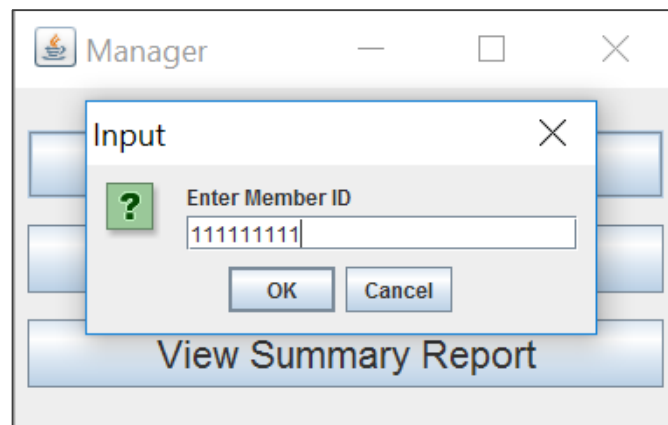 Manager
Input
?
Enter Member ID
111111111
OK
Cancel
View Summary Report